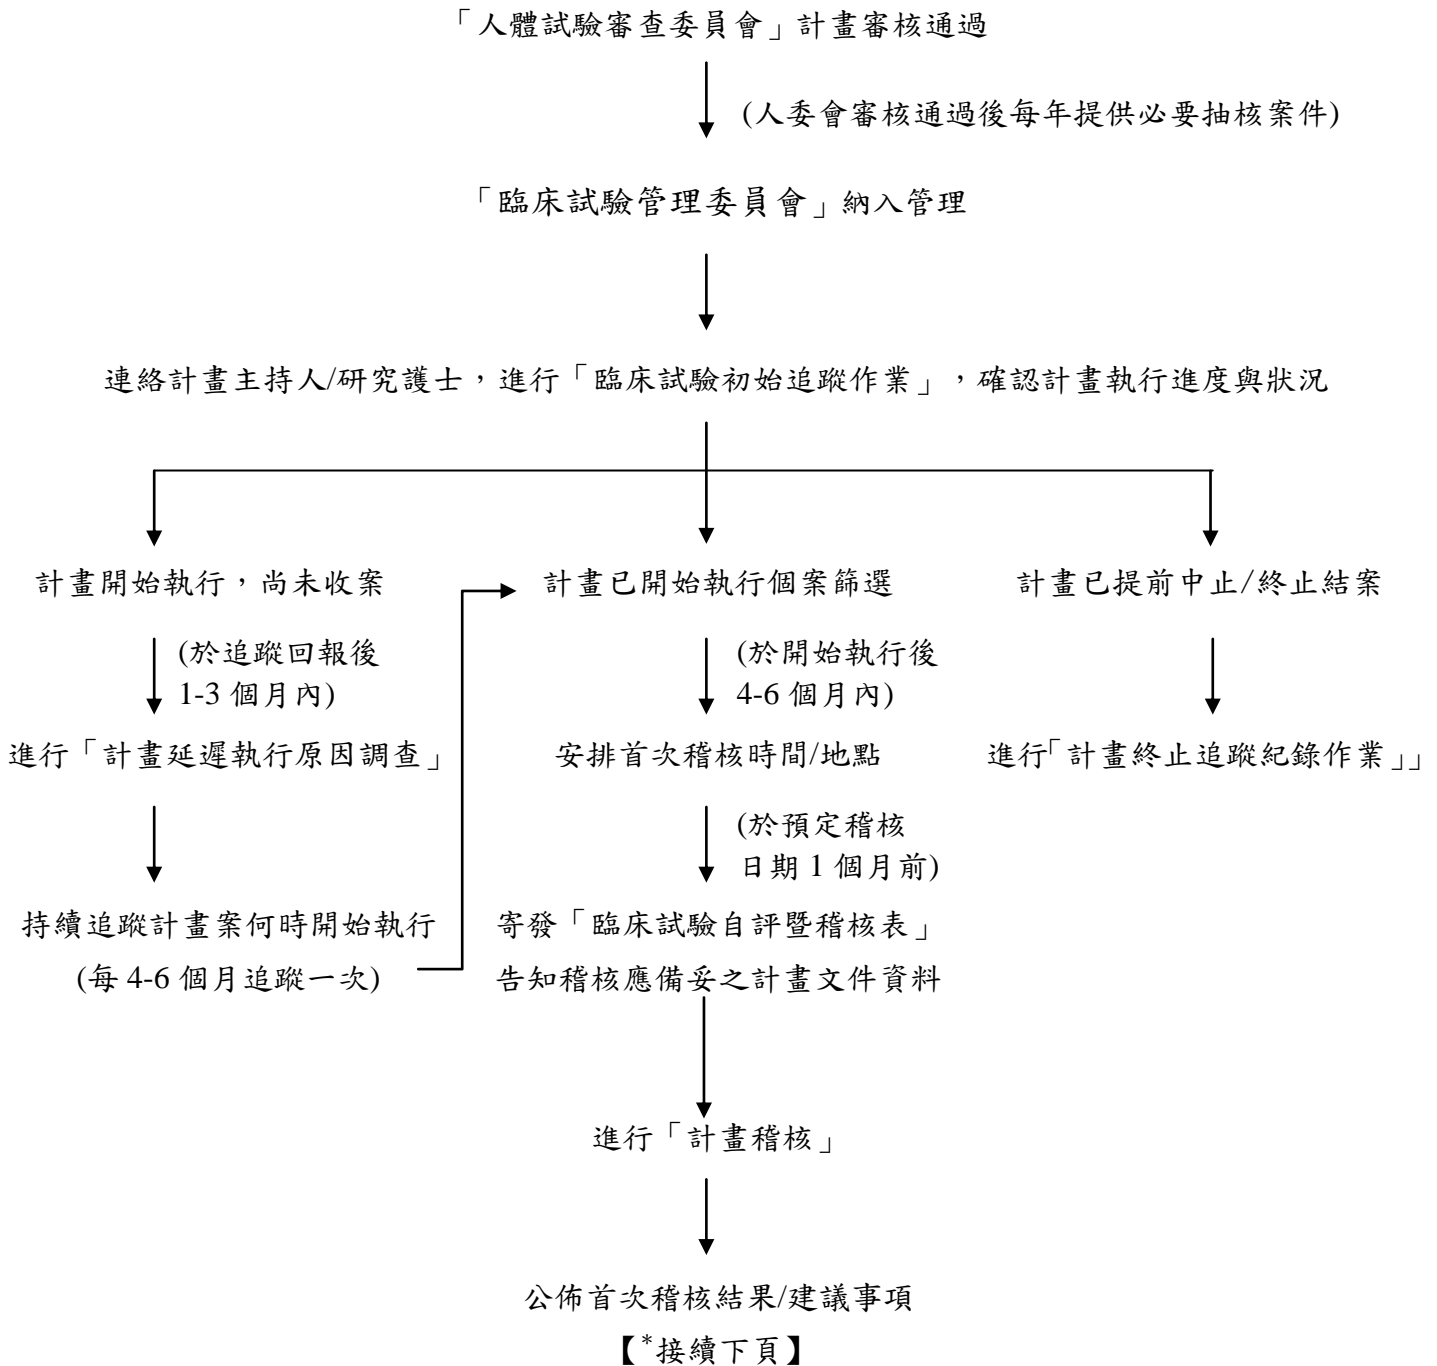 「人體試驗審查委員會」計畫審核通過
(人委會審核通過後每年提供必要抽核案件)
「臨床試驗管理委員會」納入管理
連絡計畫主持人/研究護士，進行「臨床試驗初始追蹤作業」，確認計畫執行進度與狀況
計畫開始執行，尚未收案
計畫已開始執行個案篩選
計畫已提前中止/終止結案
(於追蹤回報後
1-3 個月內)
(於開始執行後
4-6 個月內)
進行「計畫延遲執行原因調查」
安排首次稽核時間/地點
進行「計畫終止追蹤紀錄作業」」
(於預定稽核
日期 1 個月前)
持續追蹤計畫案何時開始執行
(每 4-6 個月追蹤一次)
寄發「臨床試驗自評暨稽核表」
告知稽核應備妥之計畫文件資料
進行「計畫稽核」
公佈首次稽核結果/建議事項
【*接續下頁】